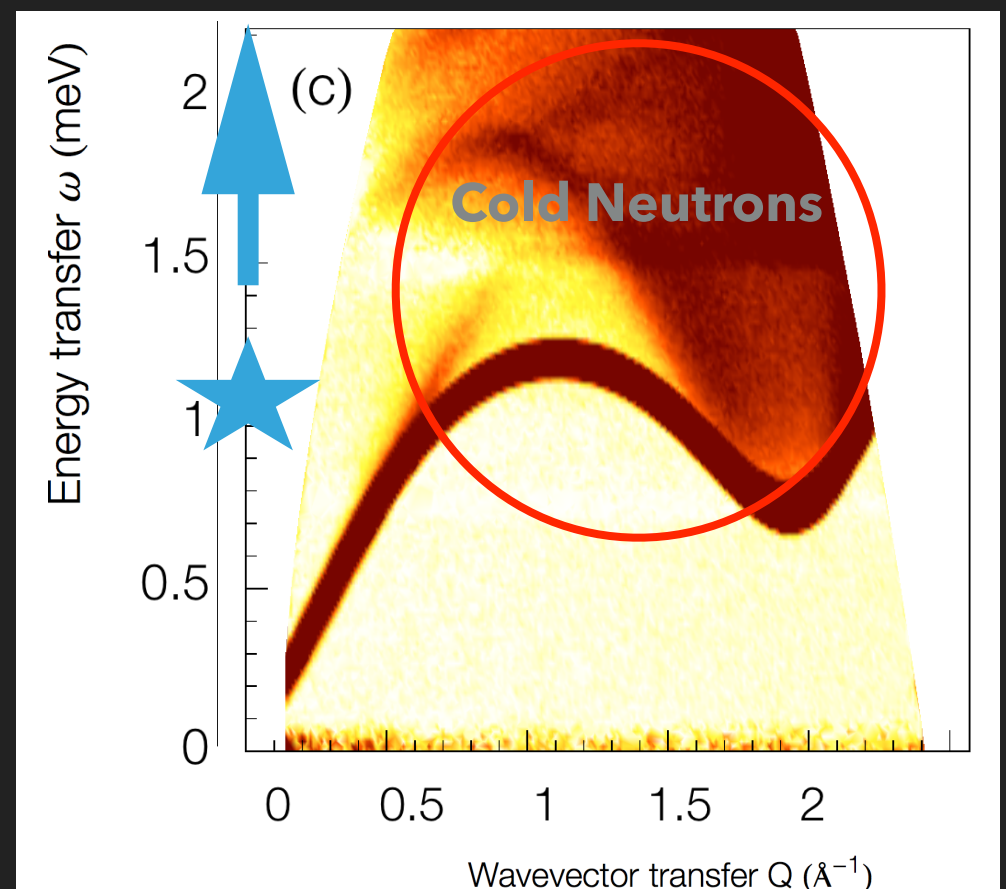 Energy transfer ω (meV)
2
(c)
Cold Neutrons
1.5
1
0.5
0
0 0.5 1 1.5 2
Wavevector transfer Q (Å⁻¹)